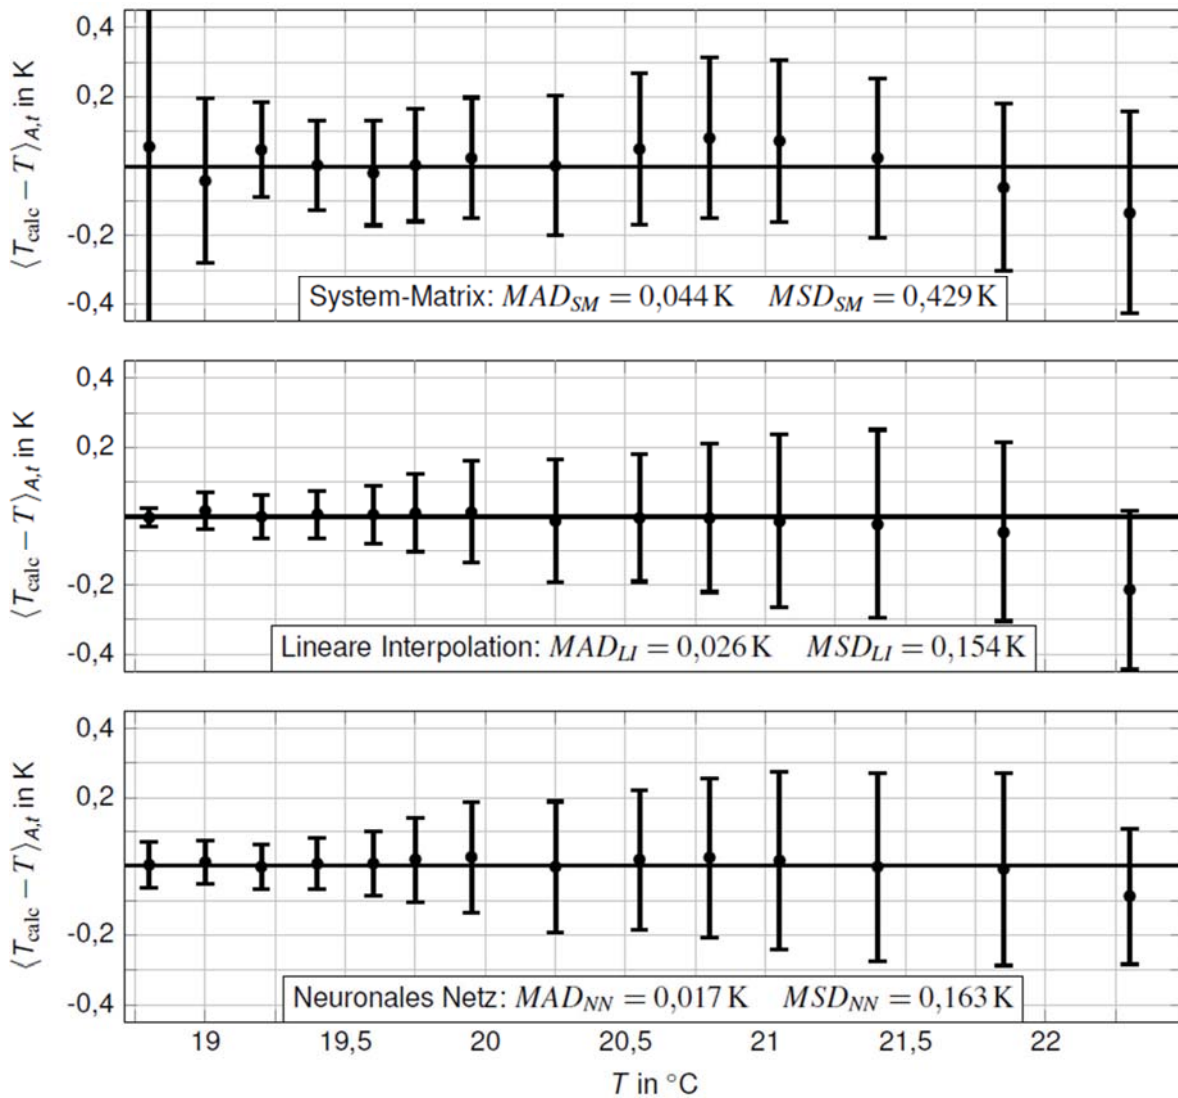 0,4
0,2
-0,2
-0,4
⟨T_calc − T⟩_A,t in K
System-Matrix: MAD_SM = 0,044 K MSD_SM = 0,429 K
0,4
0,2
-0,2
-0,4
⟨T_calc − T⟩_A,t in K
Lineare Interpolation: MAD_LI = 0,026 K MSD_LI = 0,154 K
0,4
0,2
-0,2
-0,4
⟨T_calc − T⟩_A,t in K
Neuronales Netz: MAD_NN = 0,017 K MSD_NN = 0,163 K
19 19,5 20 20,5 21 21,5 22
T in °C